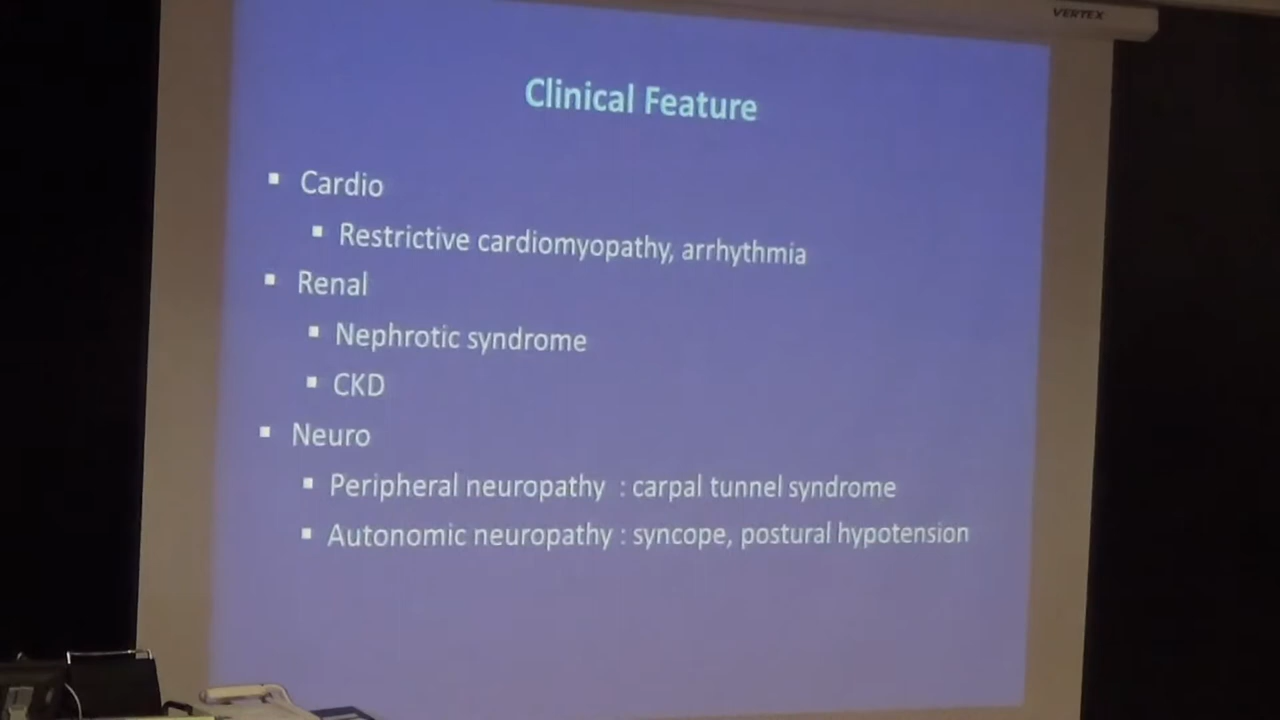 VERTEX
Clinical Feature
▪ Cardio
▪ Restrictive cardiomyopathy, arrhythmia
▪ Renal
▪ Nephrotic syndrome
▪ CKD
▪ Neuro
▪ Peripheral neuropathy : carpal tunnel syndrome
▪ Autonomic neuropathy : syncope, postural hypotension